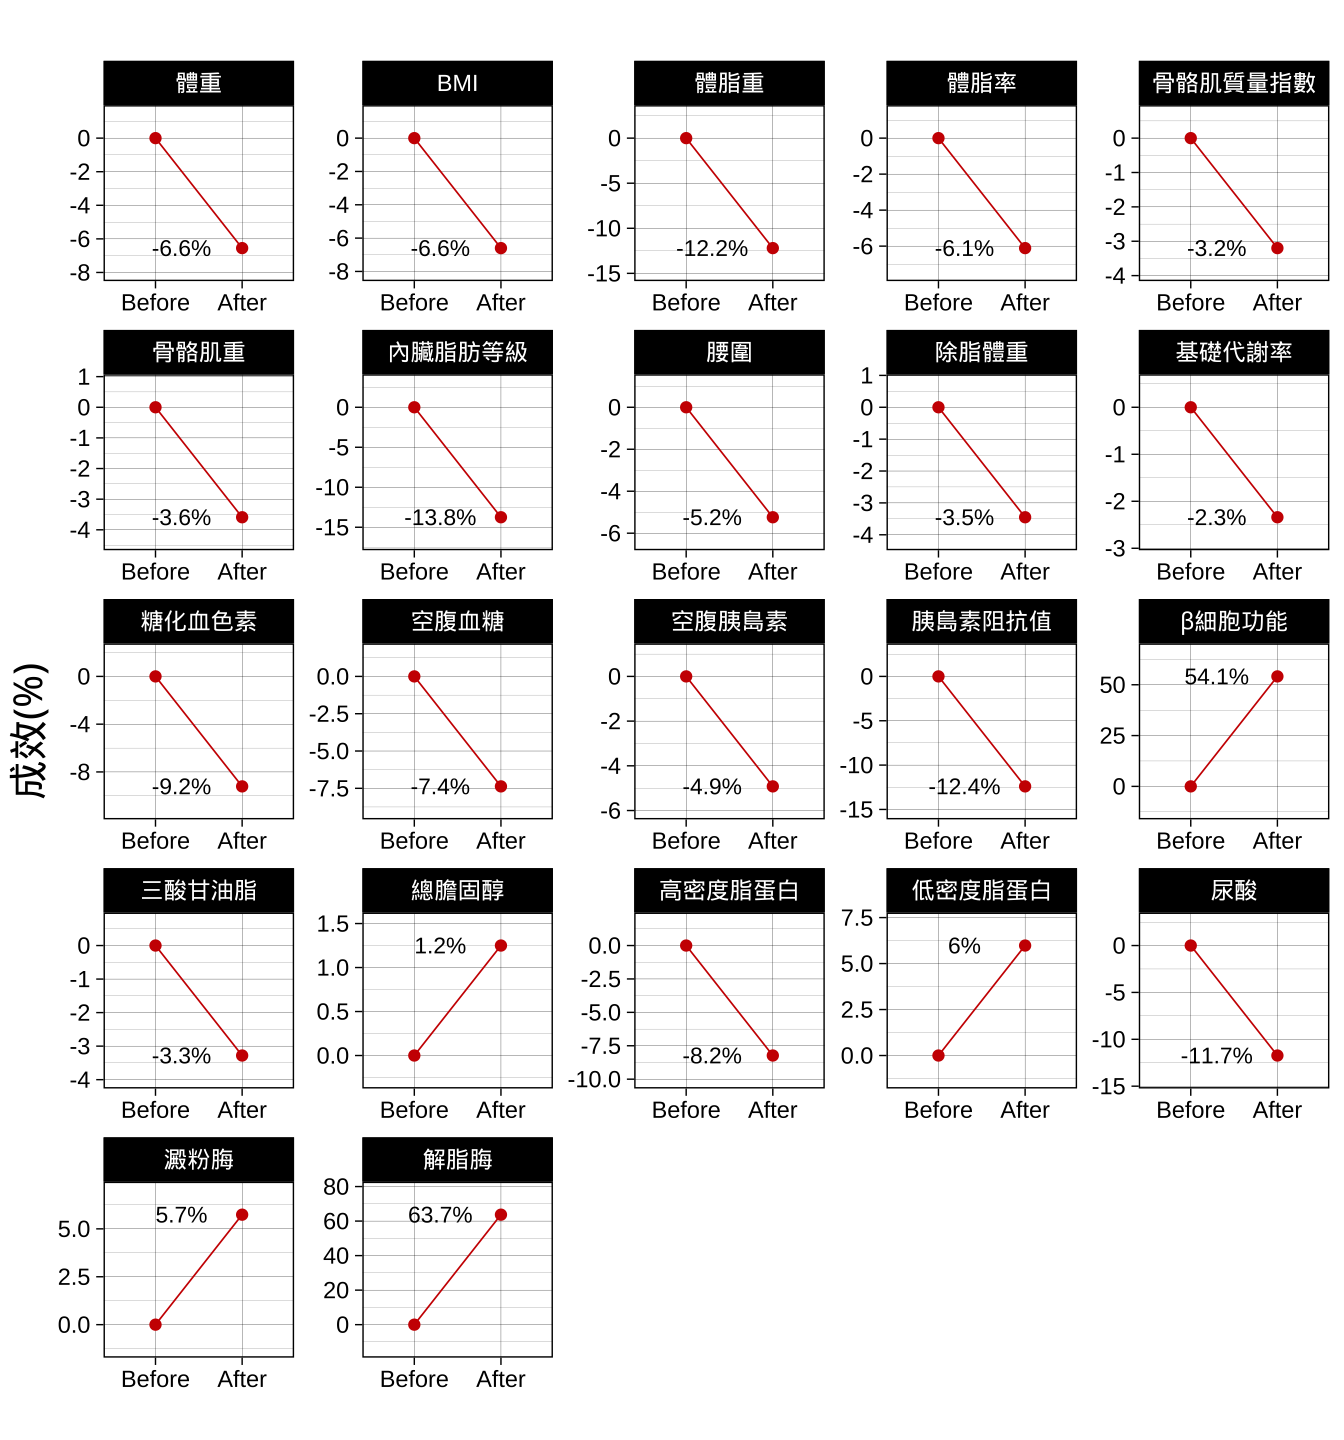 體重
BMI
體脂重
體脂率
骨骼肌質量指數
0
-2
-4
-6
-8
-6.6%
Before After
0
-2
-4
-6
-8
-6.6%
Before After
0
-5
-10
-15
-12.2%
Before After
0
-2
-4
-6
-6.1%
Before After
0
-1
-2
-3
-4
-3.2%
Before After
骨骼肌重
內臟脂肪等級
腰圍
除脂體重
基礎代謝率
1
0
-1
-2
-3
-4
-3.6%
Before After
0
-5
-10
-15
-13.8%
Before After
0
-2
-4
-6
-5.2%
Before After
1
0
-1
-2
-3
-4
-3.5%
Before After
0
-1
-2
-3
-2.3%
Before After
成效(%)
糖化血色素
空腹血糖
空腹胰島素
胰島素阻抗值
β細胞功能
0
-4
-8
-9.2%
Before After
0.0
-2.5
-5.0
-7.5
-7.4%
Before After
0
-2
-4
-6
-4.9%
Before After
0
-5
-10
-15
-12.4%
Before After
50
25
0
54.1%
Before After
三酸甘油脂
總膽固醇
高密度脂蛋白
低密度脂蛋白
尿酸
0
-1
-2
-3
-4
-3.3%
Before After
1.5
1.0
0.5
0.0
1.2%
Before After
0.0
-2.5
-5.0
-7.5
-10.0
-8.2%
Before After
7.5
5.0
2.5
0.0
6%
Before After
0
-5
-10
-15
-11.7%
Before After
澱粉脢
解脂脢
5.0
2.5
0.0
5.7%
Before After
80
60
40
20
0
63.7%
Before After